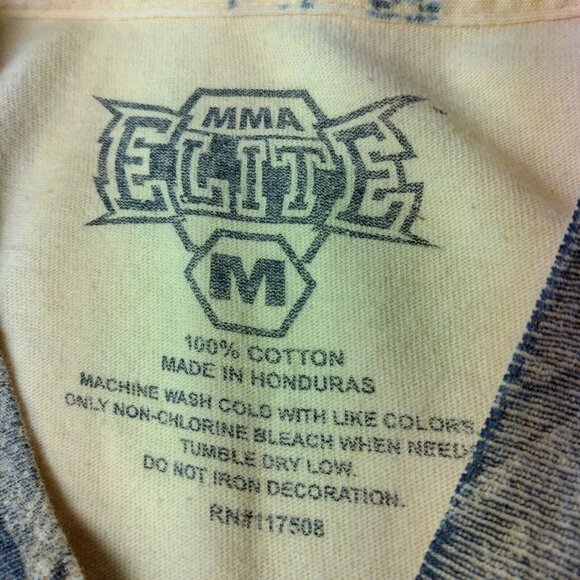 MMA
ELITE
M
100% COTTON
MADE IN HONDURAS
MACHINE WASH COLD WITH LIKE COLORS
ONLY NON-CHLORINE BLEACH WHEN NEED
TUMBLE DRY LOW.
DO NOT IRON DECORATION.
RN#117508